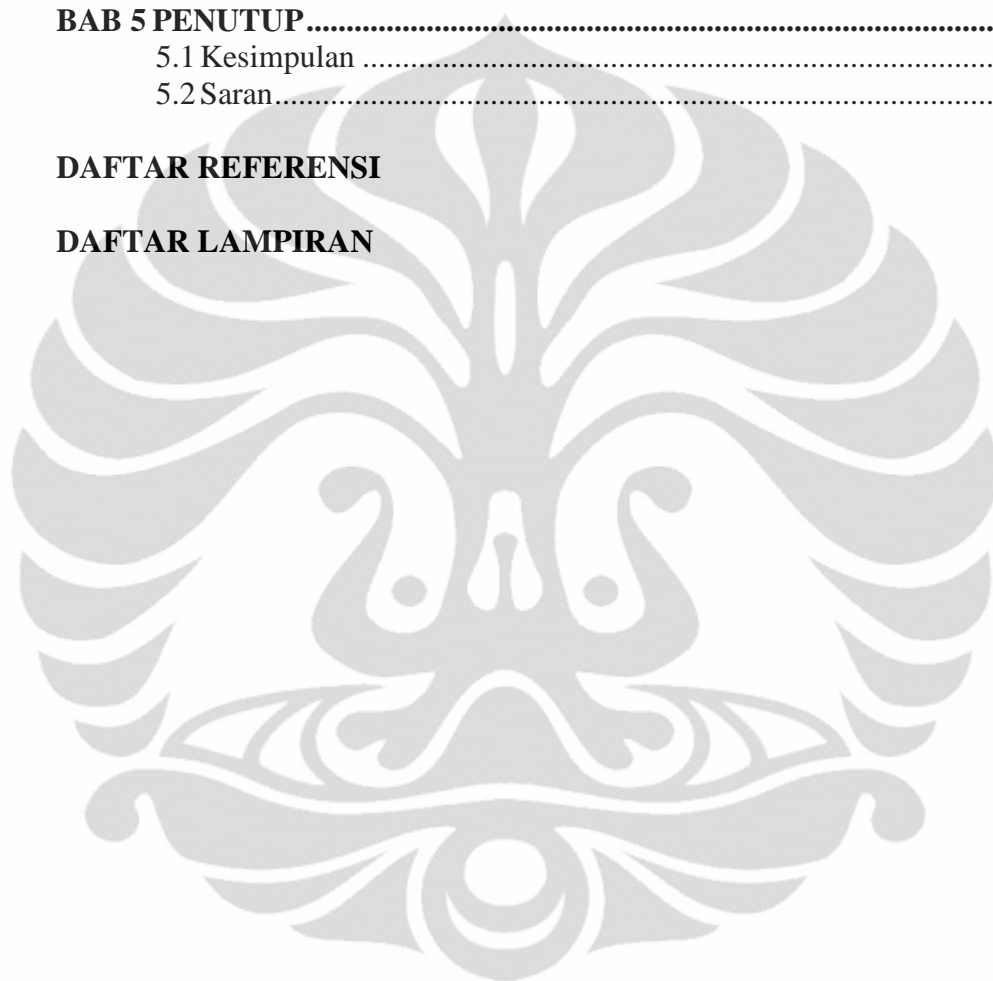 BAB 5 PENUTUP.....................................................................................
5.1 Kesimpulan ..............................................................................
5.2 Saran.........................................................................................
DAFTAR REFERENSI
DAFTAR LAMPIRAN